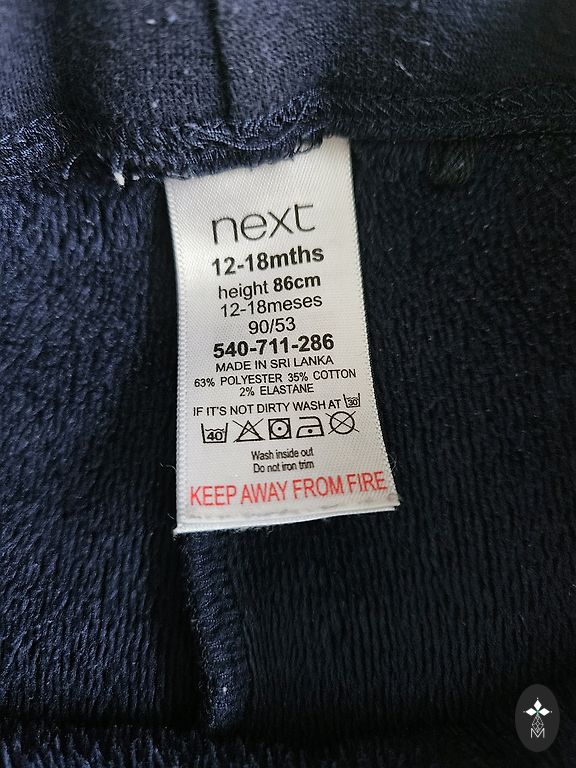 next
12-18mths
height 86cm
12-18meses
90/53
540-711-286
MADE IN SRI LANKA
63% POLYESTER 35% COTTON
2% ELASTANE
IF IT'S NOT DIRTY WASH AT 30
40
Wash inside out
Do not iron trim
KEEP AWAY FROM FIRE
M